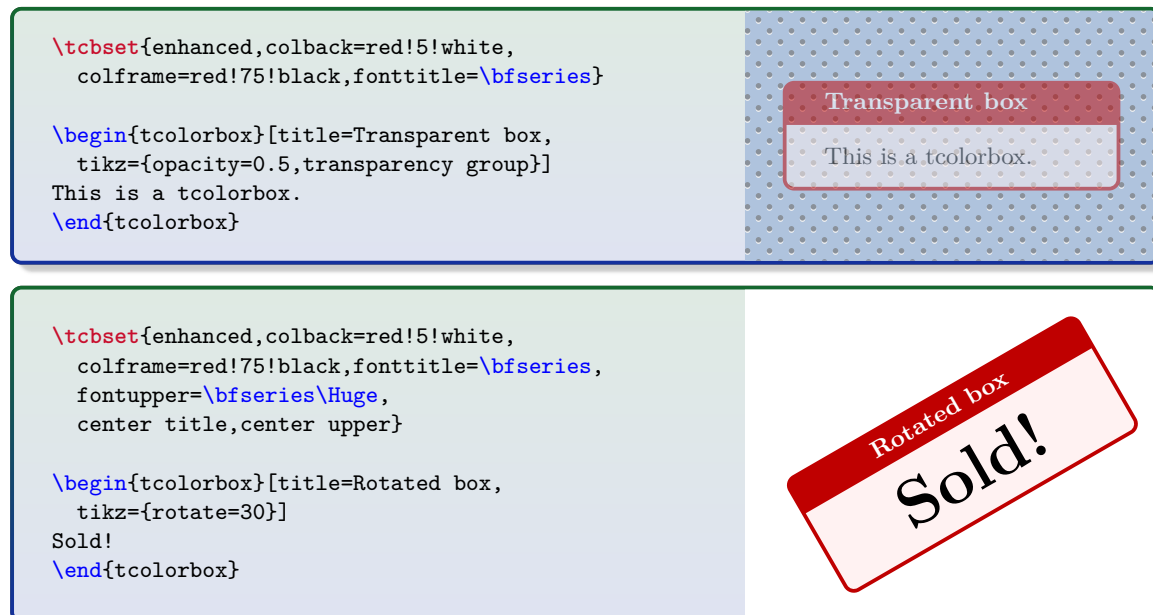 \tcbset{enhanced,colback=red!5!white,
  colframe=red!75!black,fonttitle=\bfseries}

\begin{tcolorbox}[title=Transparent box,
  tikz={opacity=0.5,transparency group}]
This is a tcolorbox.
\end{tcolorbox}
Transparent box
This is a tcolorbox.
\tcbset{enhanced,colback=red!5!white,
  colframe=red!75!black,fonttitle=\bfseries,
  fontupper=\bfseries\Huge,
  center title,center upper}

\begin{tcolorbox}[title=Rotated box,
  tikz={rotate=30}]
Sold!
\end{tcolorbox}
Rotated box
Sold!